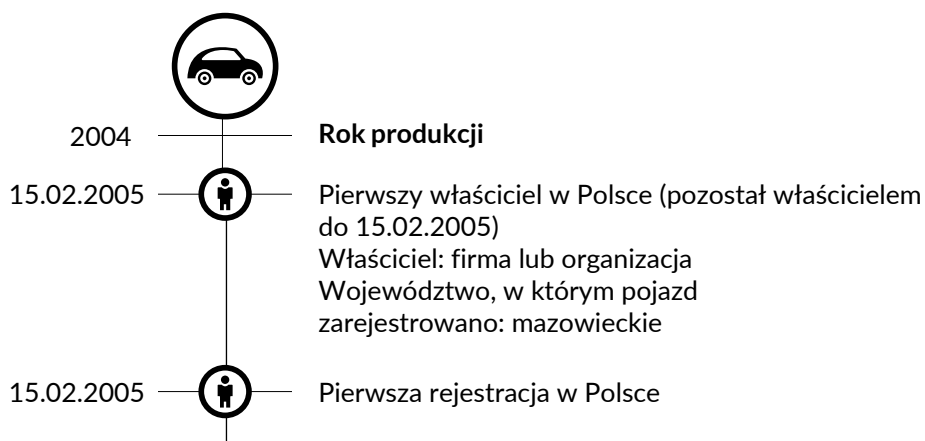 2004
Rok produkcji
15.02.2005
Pierwszy właściciel w Polsce (pozostał właścicielem
do 15.02.2005)
Właściciel: firma lub organizacja
Województwo, w którym pojazd
zarejestrowano: mazowieckie
15.02.2005
Pierwsza rejestracja w Polsce